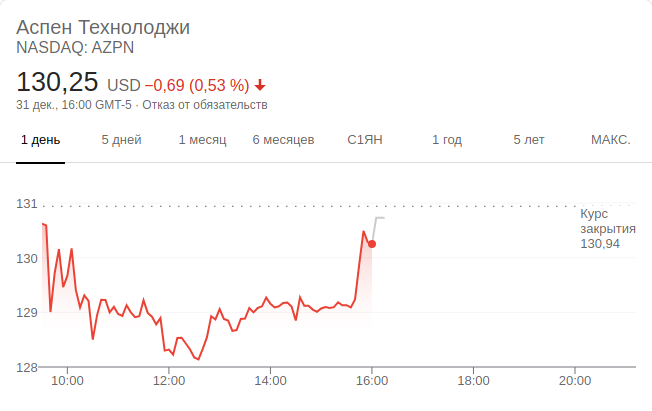 Аспен Технолоджи
NASDAQ: AZPN
130,25 USD −0,69 (0,53 %)
31 дек., 16:00 GMT-5 · Отказ от обязательств
1 день 5 дней 1 месяц 6 месяцев С1ЯН 1 год 5 лет МАКС.
131
Курс
закрытия
130,94
130
129
128
10:00 12:00 14:00 16:00 18:00 20:00